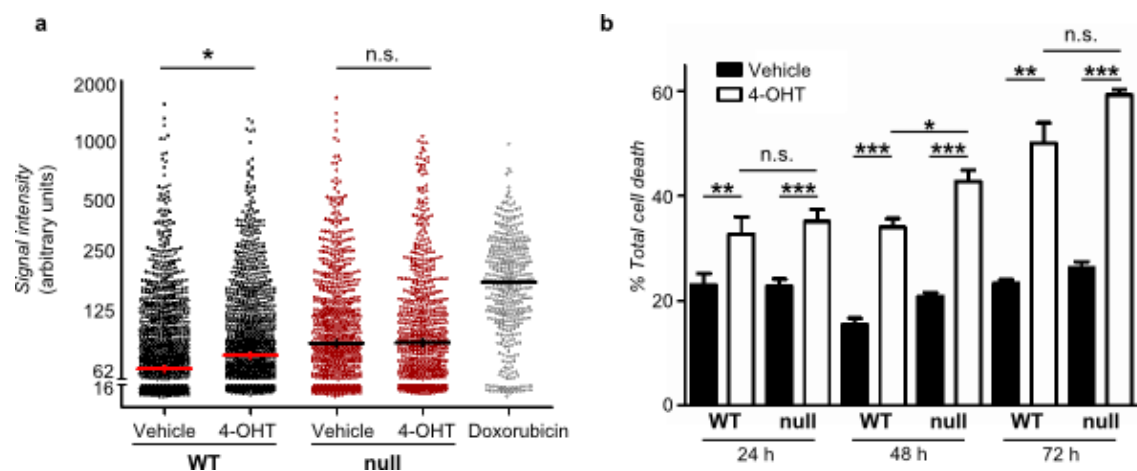 a
*
n.s.
2000
1000
500
250
125
62
16
Signal intensity
(arbitrary units)
Vehicle 4-OHT Vehicle 4-OHT Doxorubicin
WT null
b
Vehicle
4-OHT
n.s.
** ***
*
*** ***
n.s.
** ***
60
40
20
0
% Total cell death
WT null WT null WT null
24 h 48 h 72 h